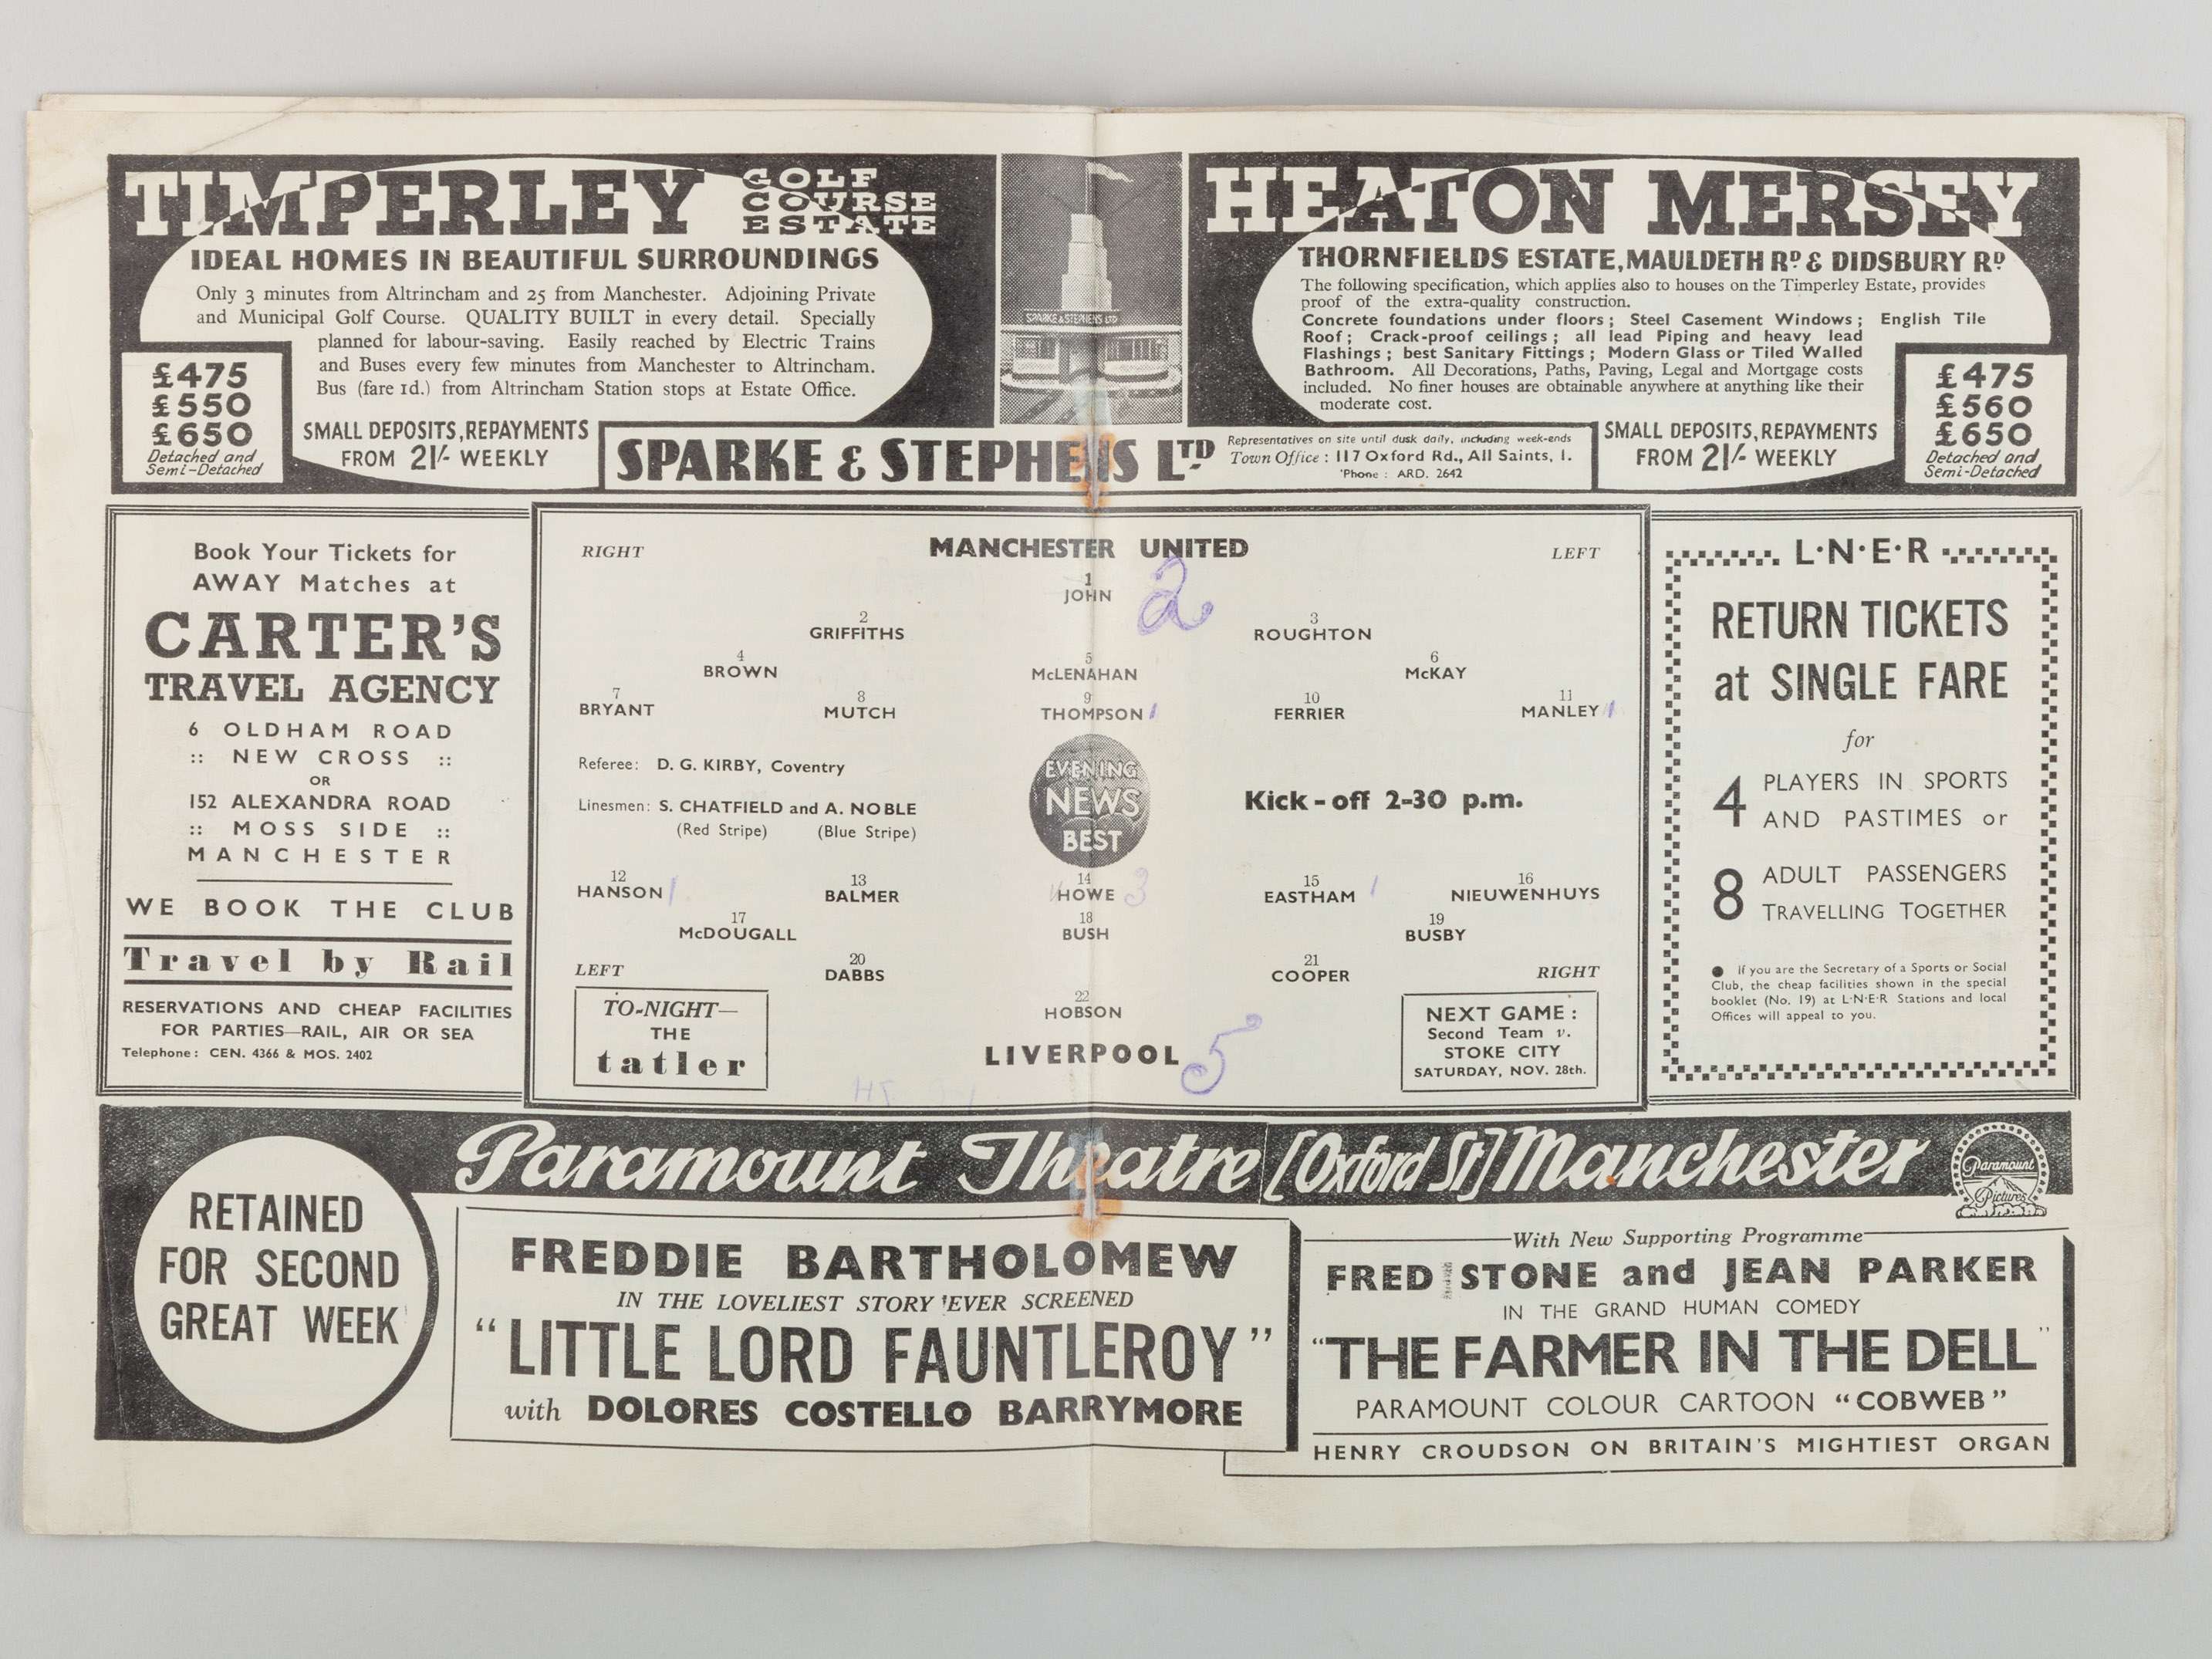 TIMPERLEY GOLF COURSE ESTATE
IDEAL HOMES IN BEAUTIFUL SURROUNDINGS
Only 3 minutes from Altrincham and 25 from Manchester. Adjoining Private
and Municipal Golf Course. QUALITY BUILT in every detail. Specially
planned for labour-saving. Easily reached by Electric Trains
and Buses every few minutes from Manchester to Altrincham.
Bus (fare 1d.) from Altrincham Station stops at Estate Office.
£475
£550
£650
Detached and
Semi-Detached
SMALL DEPOSITS, REPAYMENTS
FROM 21/- WEEKLY
SPARKE & STEPHENS LTD
HEATON MERSEY
THORNFIELDS ESTATE, MAULDETH RD & DIDSBURY RD
The following specification, which applies also to houses on the Timperley Estate, provides
proof of the extra-quality construction.
Concrete foundations under floors; Steel Casement Windows; English Tile
Roof; Crack-proof ceilings; all lead Piping and heavy lead
Flashings; best Sanitary Fittings; Modern Glass or Tiled Walled
Bathroom. All Decorations, Paths, Paving, Legal and Mortgage costs
included. No finer houses are obtainable anywhere at anything like their
moderate cost.
£475
£560
£650
Detached and
Semi-Detached
SMALL DEPOSITS, REPAYMENTS
FROM 21/- WEEKLY
SPARKE & STEPHENS LTD
Representatives on site until dusk daily, including week-ends
Town Office: 117 Oxford Rd., All Saints, 1.
'Phone: ARD. 2642
Book Your Tickets for
AWAY Matches at
CARTER'S
TRAVEL AGENCY
6 OLDHAM ROAD
:: NEW CROSS ::
OR
152 ALEXANDRA ROAD
:: MOSS SIDE ::
MANCHESTER
WE BOOK THE CLUB
Travel by Rail
RESERVATIONS AND CHEAP FACILITIES
FOR PARTIES—RAIL, AIR OR SEA
Telephone: CEN. 4366 & MOS. 2402
RIGHT MANCHESTER UNITED LEFT
2
1
JOHN
2 3
GRIFFITHS ROUGHTON
4 5 6
BROWN McLENAHAN McKAY
7 8 9 10 11
BRYANT MUTCH THOMPSON 1 FERRIER MANLEY 1
Referee: D. G. KIRBY, Coventry
Linesmen: S. CHATFIELD and A. NOBLE
(Red Stripe) (Blue Stripe)
EVENING
NEWS
BEST
Kick-off 2-30 p.m.
12 13 14 15 16
HANSON 1 BALMER HOWE 3 EASTHAM 1 NIEUWENHUYS
17 18 19
McDOUGALL BUSH BUSBY
20 21
LEFT DABBS COOPER RIGHT
22
HOBSON
LIVERPOOL 5
TO-NIGHT—
THE
tatler
NEXT GAME:
Second Team v.
STOKE CITY
SATURDAY, NOV. 28th.
L·N·E·R
RETURN TICKETS
at SINGLE FARE
for
4 PLAYERS IN SPORTS
AND PASTIMES or
8 ADULT PASSENGERS
TRAVELLING TOGETHER
● If you are the Secretary of a Sports or Social
Club, the cheap facilities shown in the special
booklet (No. 19) at L·N·E·R Stations and local
Offices will appeal to you.
Paramount Theatre [Oxford St] Manchester
Paramount
Pictures
RETAINED
FOR SECOND
GREAT WEEK
FREDDIE BARTHOLOMEW
IN THE LOVELIEST STORY EVER SCREENED
"LITTLE LORD FAUNTLEROY"
with DOLORES COSTELLO BARRYMORE
With New Supporting Programme
FRED STONE and JEAN PARKER
IN THE GRAND HUMAN COMEDY
"THE FARMER IN THE DELL"
PARAMOUNT COLOUR CARTOON "COBWEB"
HENRY CROUDSON ON BRITAIN'S MIGHTIEST ORGAN